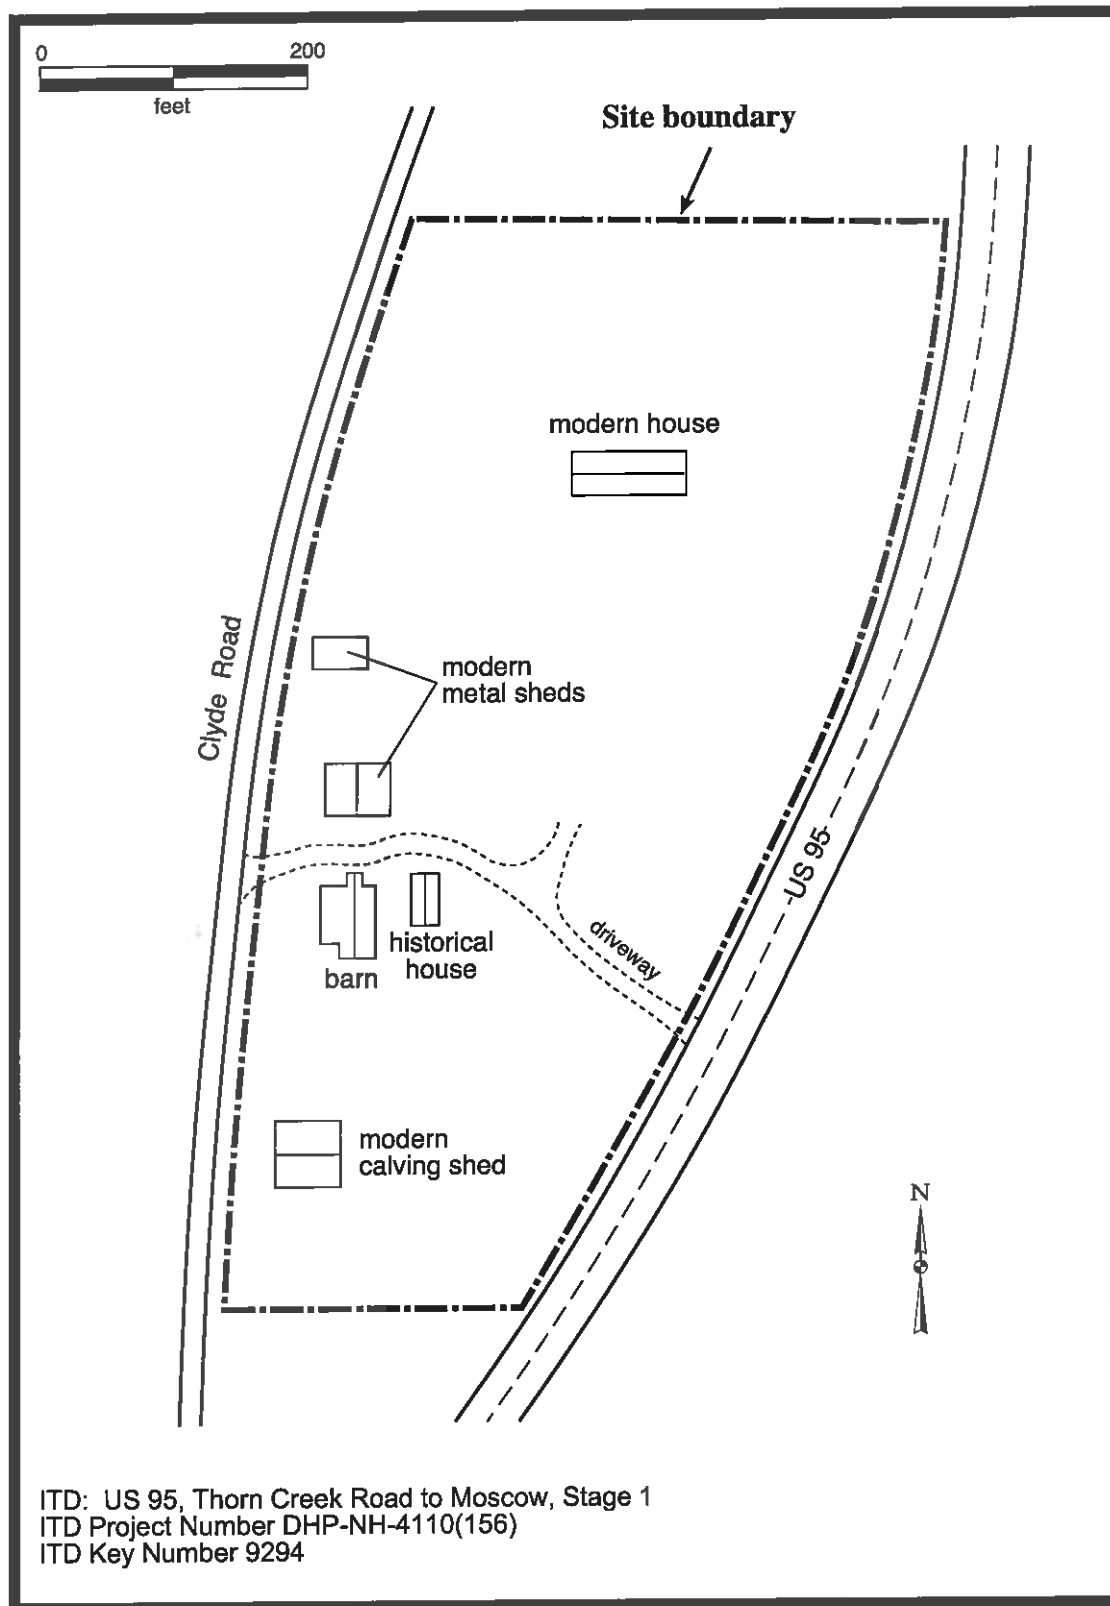 0 200
feet
Site boundary
modern house
modern
metal sheds
Clyde Road
US 95
driveway
historical
house
barn
modern
calving shed
N
ITD: US 95, Thorn Creek Road to Moscow, Stage 1
ITD Project Number DHP-NH-4110(156)
ITD Key Number 9294